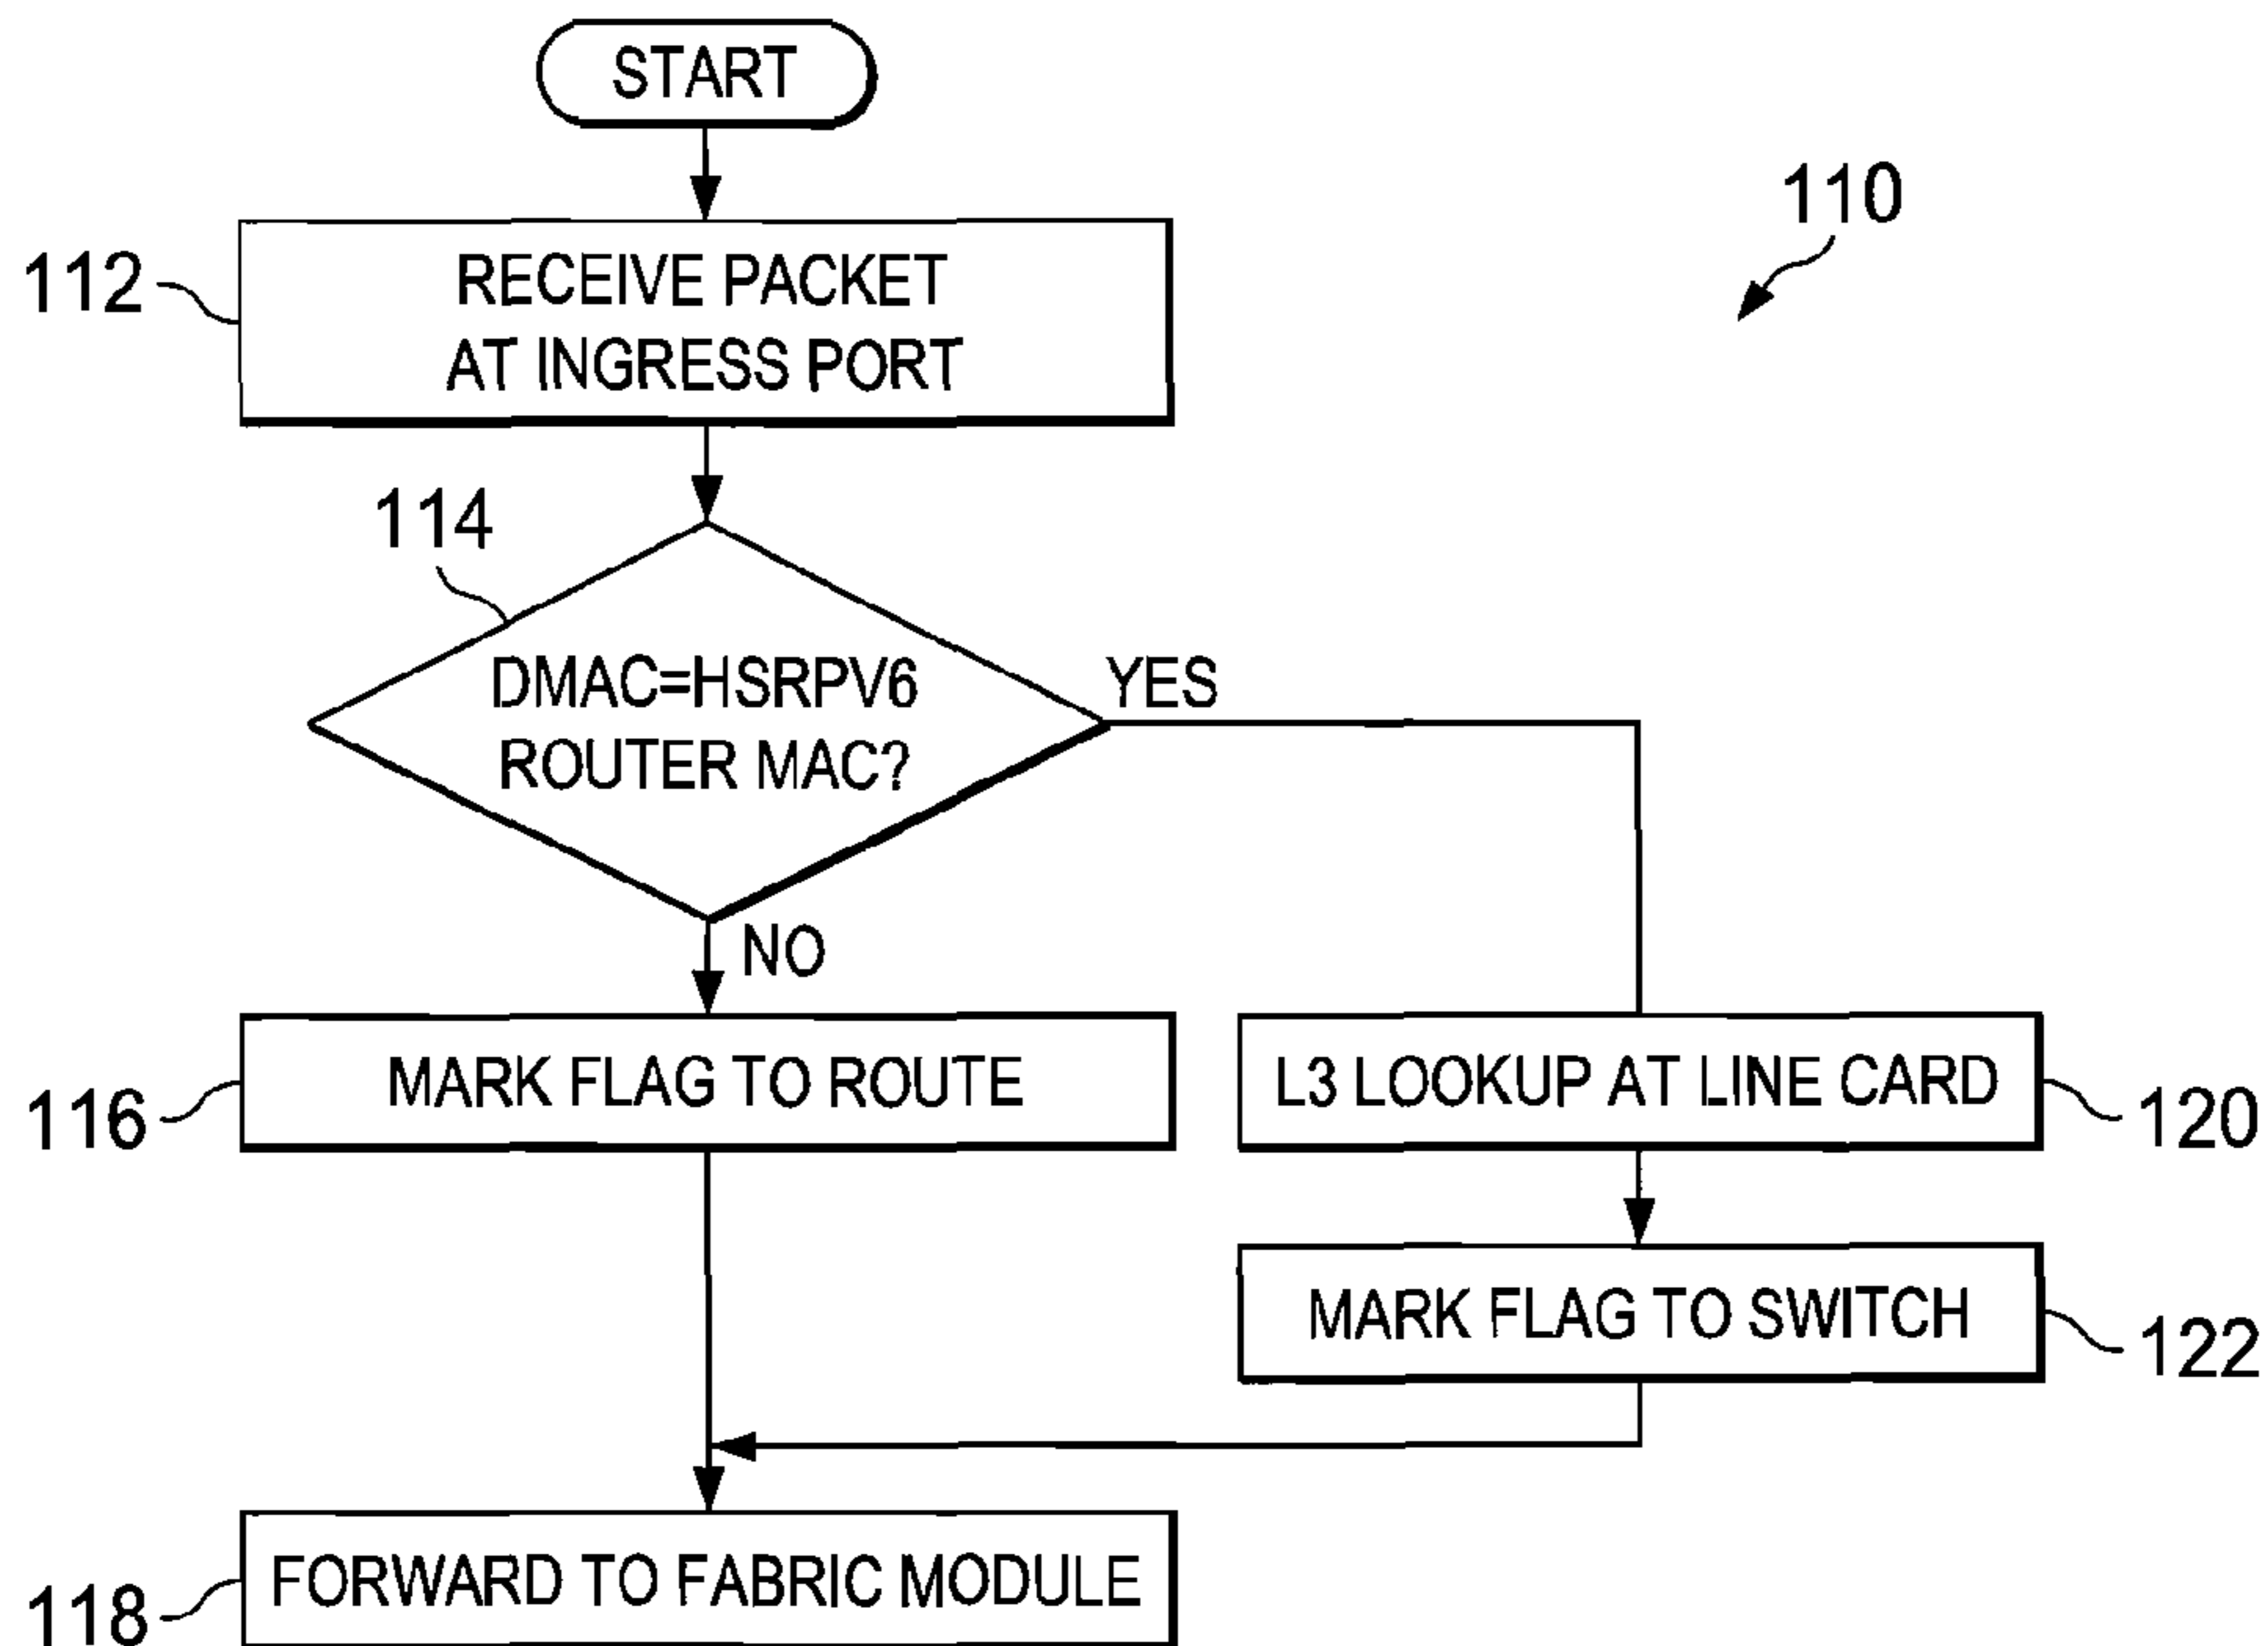 START
110
112
RECEIVE PACKET
AT INGRESS PORT
114
DMAC=HSRPV6
ROUTER MAC?
YES
NO
116
MARK FLAG TO ROUTE
L3 LOOKUP AT LINE CARD
120
MARK FLAG TO SWITCH
122
118
FORWARD TO FABRIC MODULE